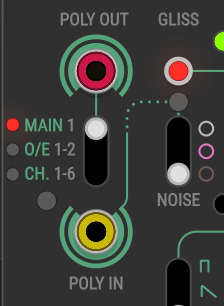 POLY OUT
GLISS
MAIN 1
O/E 1-2
CH. 1-6
NOISE
POLY IN